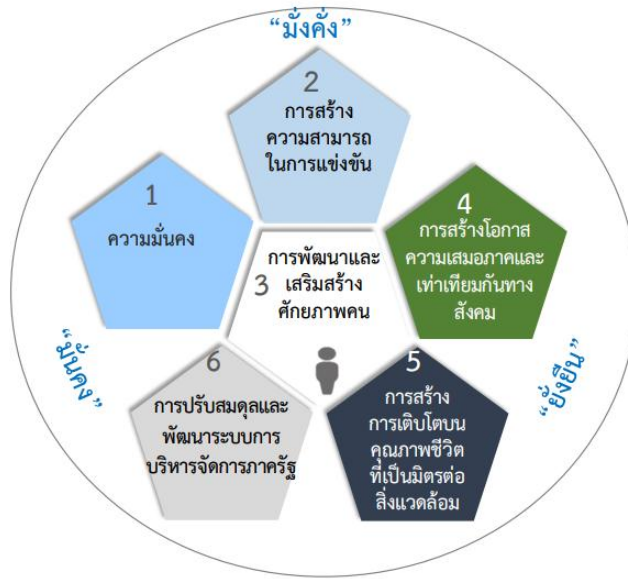 “มั่งคั่ง”
2
การสร้าง
ความสามารถ
ในการแข่งขัน
1
ความมั่นคง
4
การสร้างโอกาส
ความเสมอภาคและ
เท่าเทียมกันทาง
สังคม
3
การพัฒนาและ
เสริมสร้าง
ศักยภาพคน
“มั่นคง”
“ยั่งยืน”
6
การปรับสมดุลและ
พัฒนาระบบการ
บริหารจัดการภาครัฐ
5
การสร้าง
การเติบโตบน
คุณภาพชีวิต
ที่เป็นมิตรต่อ
สิ่งแวดล้อม